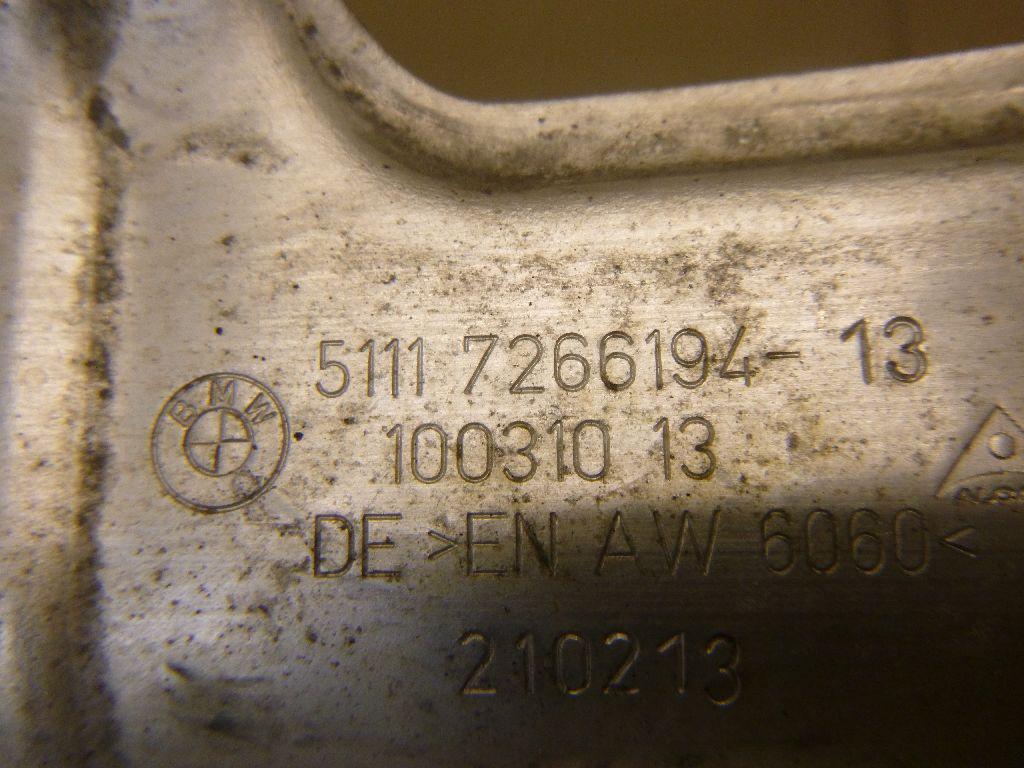 5111 7266194- 13
BMW
100310 13
DE >EN AW 6060<
210213